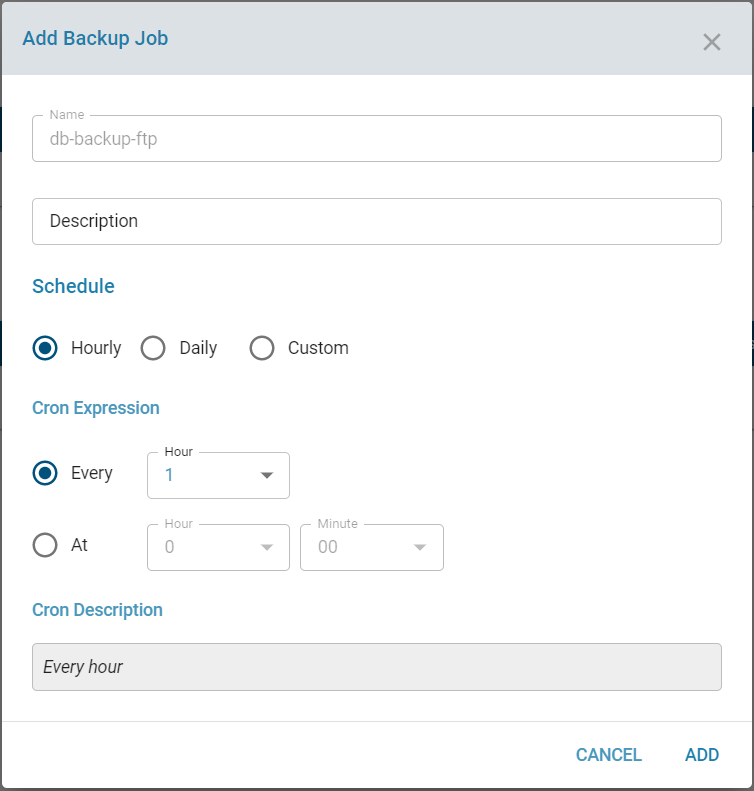 Add Backup Job
Name
db-backup-ftp
Description
Schedule
Hourly Daily Custom
Cron Expression
Hour
Every 1
Hour Minute
At 0 00
Cron Description
Every hour
CANCEL ADD